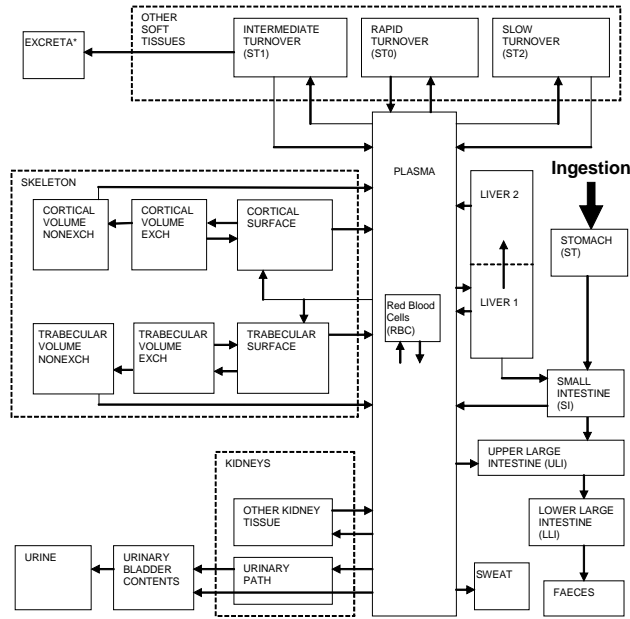 OTHER
SOFT
TISSUES
INTERMEDIATE
TURNOVER
(ST1)
RAPID
TURNOVER
(ST0)
SLOW
TURNOVER
(ST2)
EXCRETA*
PLASMA
SKELETON
CORTICAL
VOLUME
NONEXCH
CORTICAL
VOLUME
EXCH
CORTICAL
SURFACE
LIVER 2
LIVER 1
Ingestion
STOMACH
(ST)
Red Blood
Cells
(RBC)
TRABECULAR
VOLUME
NONEXCH
TRABECULAR
VOLUME
EXCH
TRABECULAR
SURFACE
SMALL
INTESTINE
(SI)
UPPER LARGE
INTESTINE (ULI)
KIDNEYS
OTHER KIDNEY
TISSUE
LOWER LARGE
INTESTINE
(LLI)
URINE
URINARY
BLADDER
CONTENTS
URINARY
PATH
SWEAT
FAECES